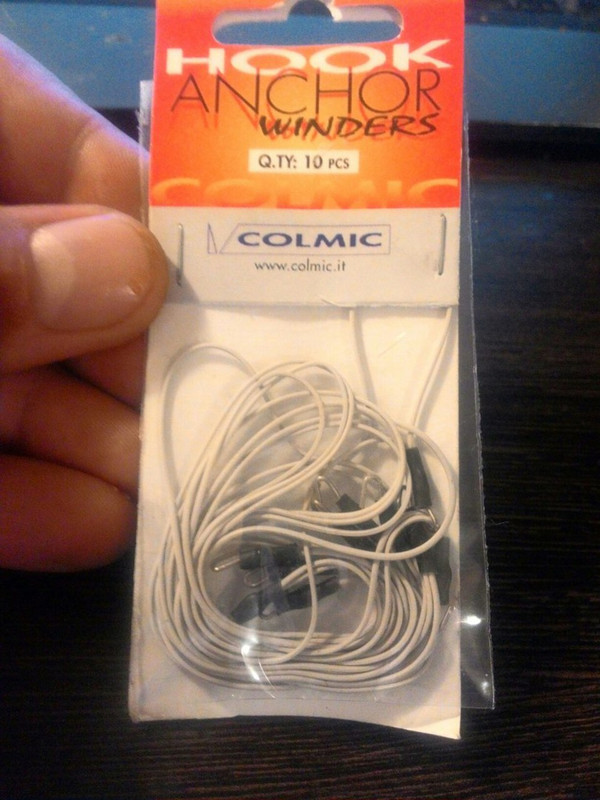 HOOK
ANCHOR
WINDERS
Q.TY: 10 PCS
COLMIC
COLMIC
www.colmic.it